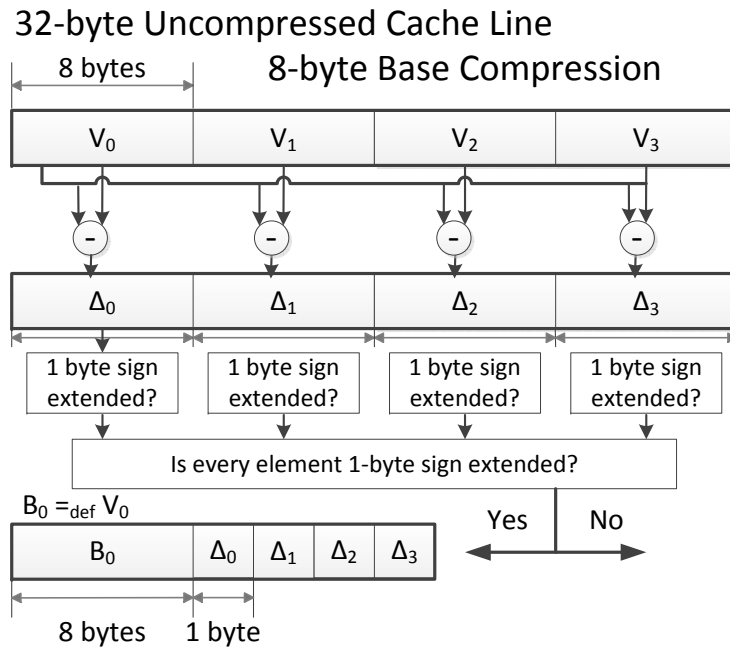 32-byte Uncompressed Cache Line
8 bytes
8-byte Base Compression
V₀ V₁ V₂ V₃
- - - -
Δ₀ Δ₁ Δ₂ Δ₃
1 byte sign extended? 1 byte sign extended? 1 byte sign extended? 1 byte sign extended?
Is every element 1-byte sign extended?
B₀ =def V₀
Yes No
B₀ Δ₀ Δ₁ Δ₂ Δ₃
8 bytes 1 byte